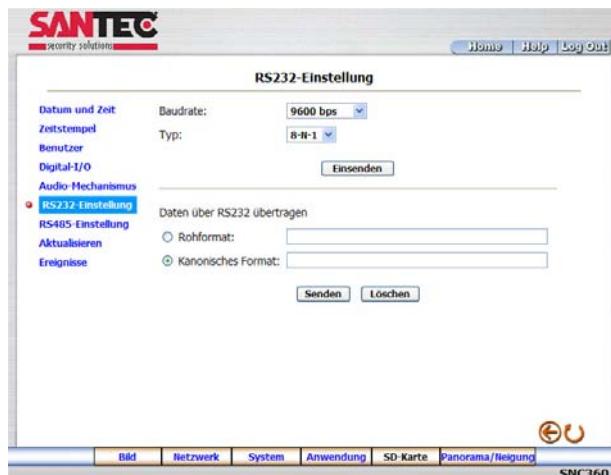 SANTEC
security solutions
Home Help Log Out
RS232-Einstellung
Datum und Zeit
Zeitstempel
Benutzer
Digital-I/O
Audio-Mechanismus
RS232-Einstellung
RS485-Einstellung
Aktualisieren
Ereignisse
Baudrate: 9600 bps
Typ: 8-N-1
Einsenden
Daten über RS232 übertragen
Rohformat:
Kanonisches Format:
Senden Löschen
Bild Netzwerk System Anwendung SD-Karte Panorama/Neigung
SNC360